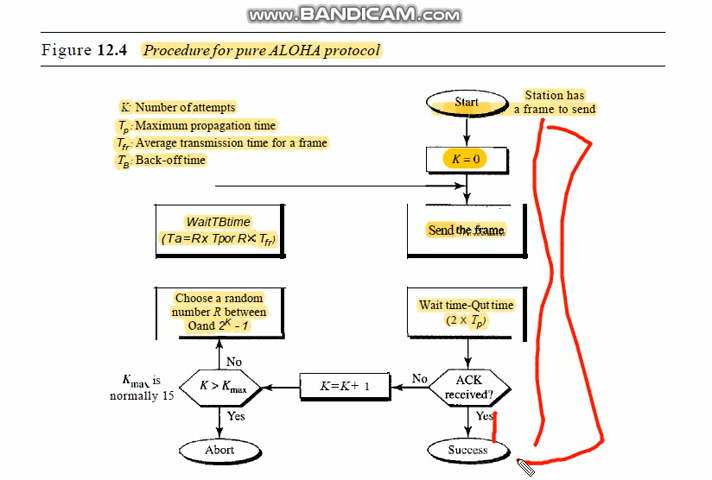 WWW.BANDICAM.COM
Figure 12.4 Procedure for pure ALOHA protocol
K: Number of attempts
Tp: Maximum propagation time
Tfr: Average transmission time for a frame
TB: Back-off time
Start
Station has
a frame to send
K = 0
WaitTBtime
(Ta=Rx Tpor R× Tfr)
Send the frame
Choose a random
number R between
0and 2^K - 1
Wait time-Qut time
(2 X Tp)
No
Kmax is
normally 15
K > Kmax
K=K+ 1
No
ACK
received?
Yes
Yes
Abort
Success